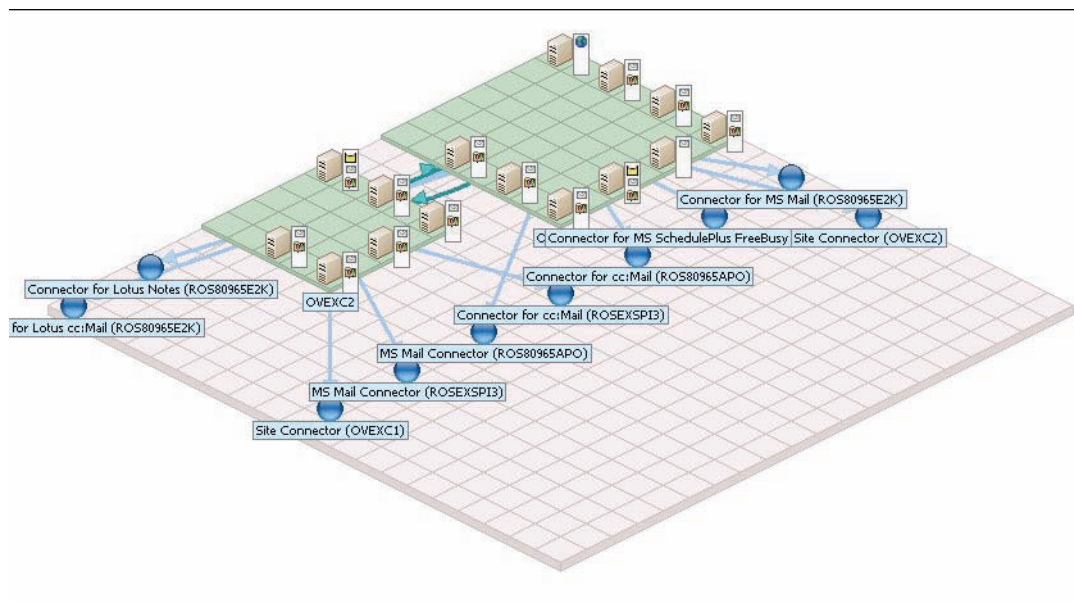 Connector for MS Mail (ROS80965E2K)
Connector for MS SchedulePlus FreeBusy
Site Connector (OVEXC2)
Connector for cc:Mail (ROS80965APO)
Connector for Lotus Notes (ROS80965E2K)
OVEXC2
Connector for cc:Mail (ROSEXSPI3)
for Lotus cc:Mail (ROS80965E2K)
MS Mail Connector (ROS80965APO)
MS Mail Connector (ROSEXSPI3)
Site Connector (OVEXC1)